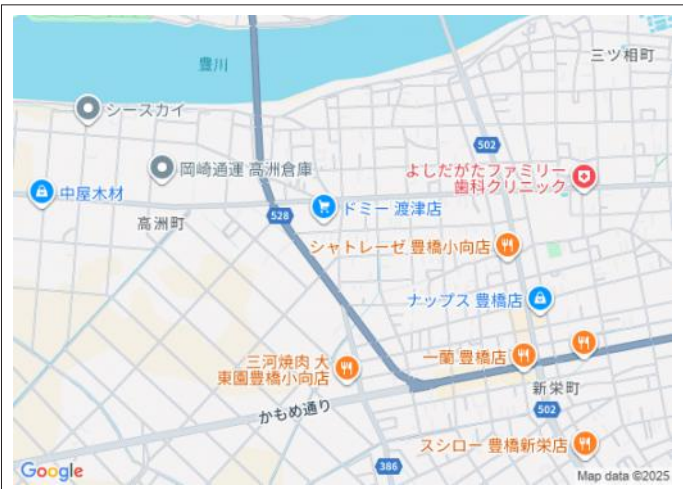 豊川
三ツ相町
シースカイ
502
岡崎通運 高洲倉庫
よしだがたファミリー
歯科クリニック
中屋木材
ドミー 渡津店
高洲町
528
シャトレーゼ 豊橋小向店
ナップス 豊橋店
一蘭 豊橋店
三河焼肉 大
東園豊橋小向店
新栄町
かもめ通り
502
スシロー 豊橋新栄店
386
Google
Map data ©2025